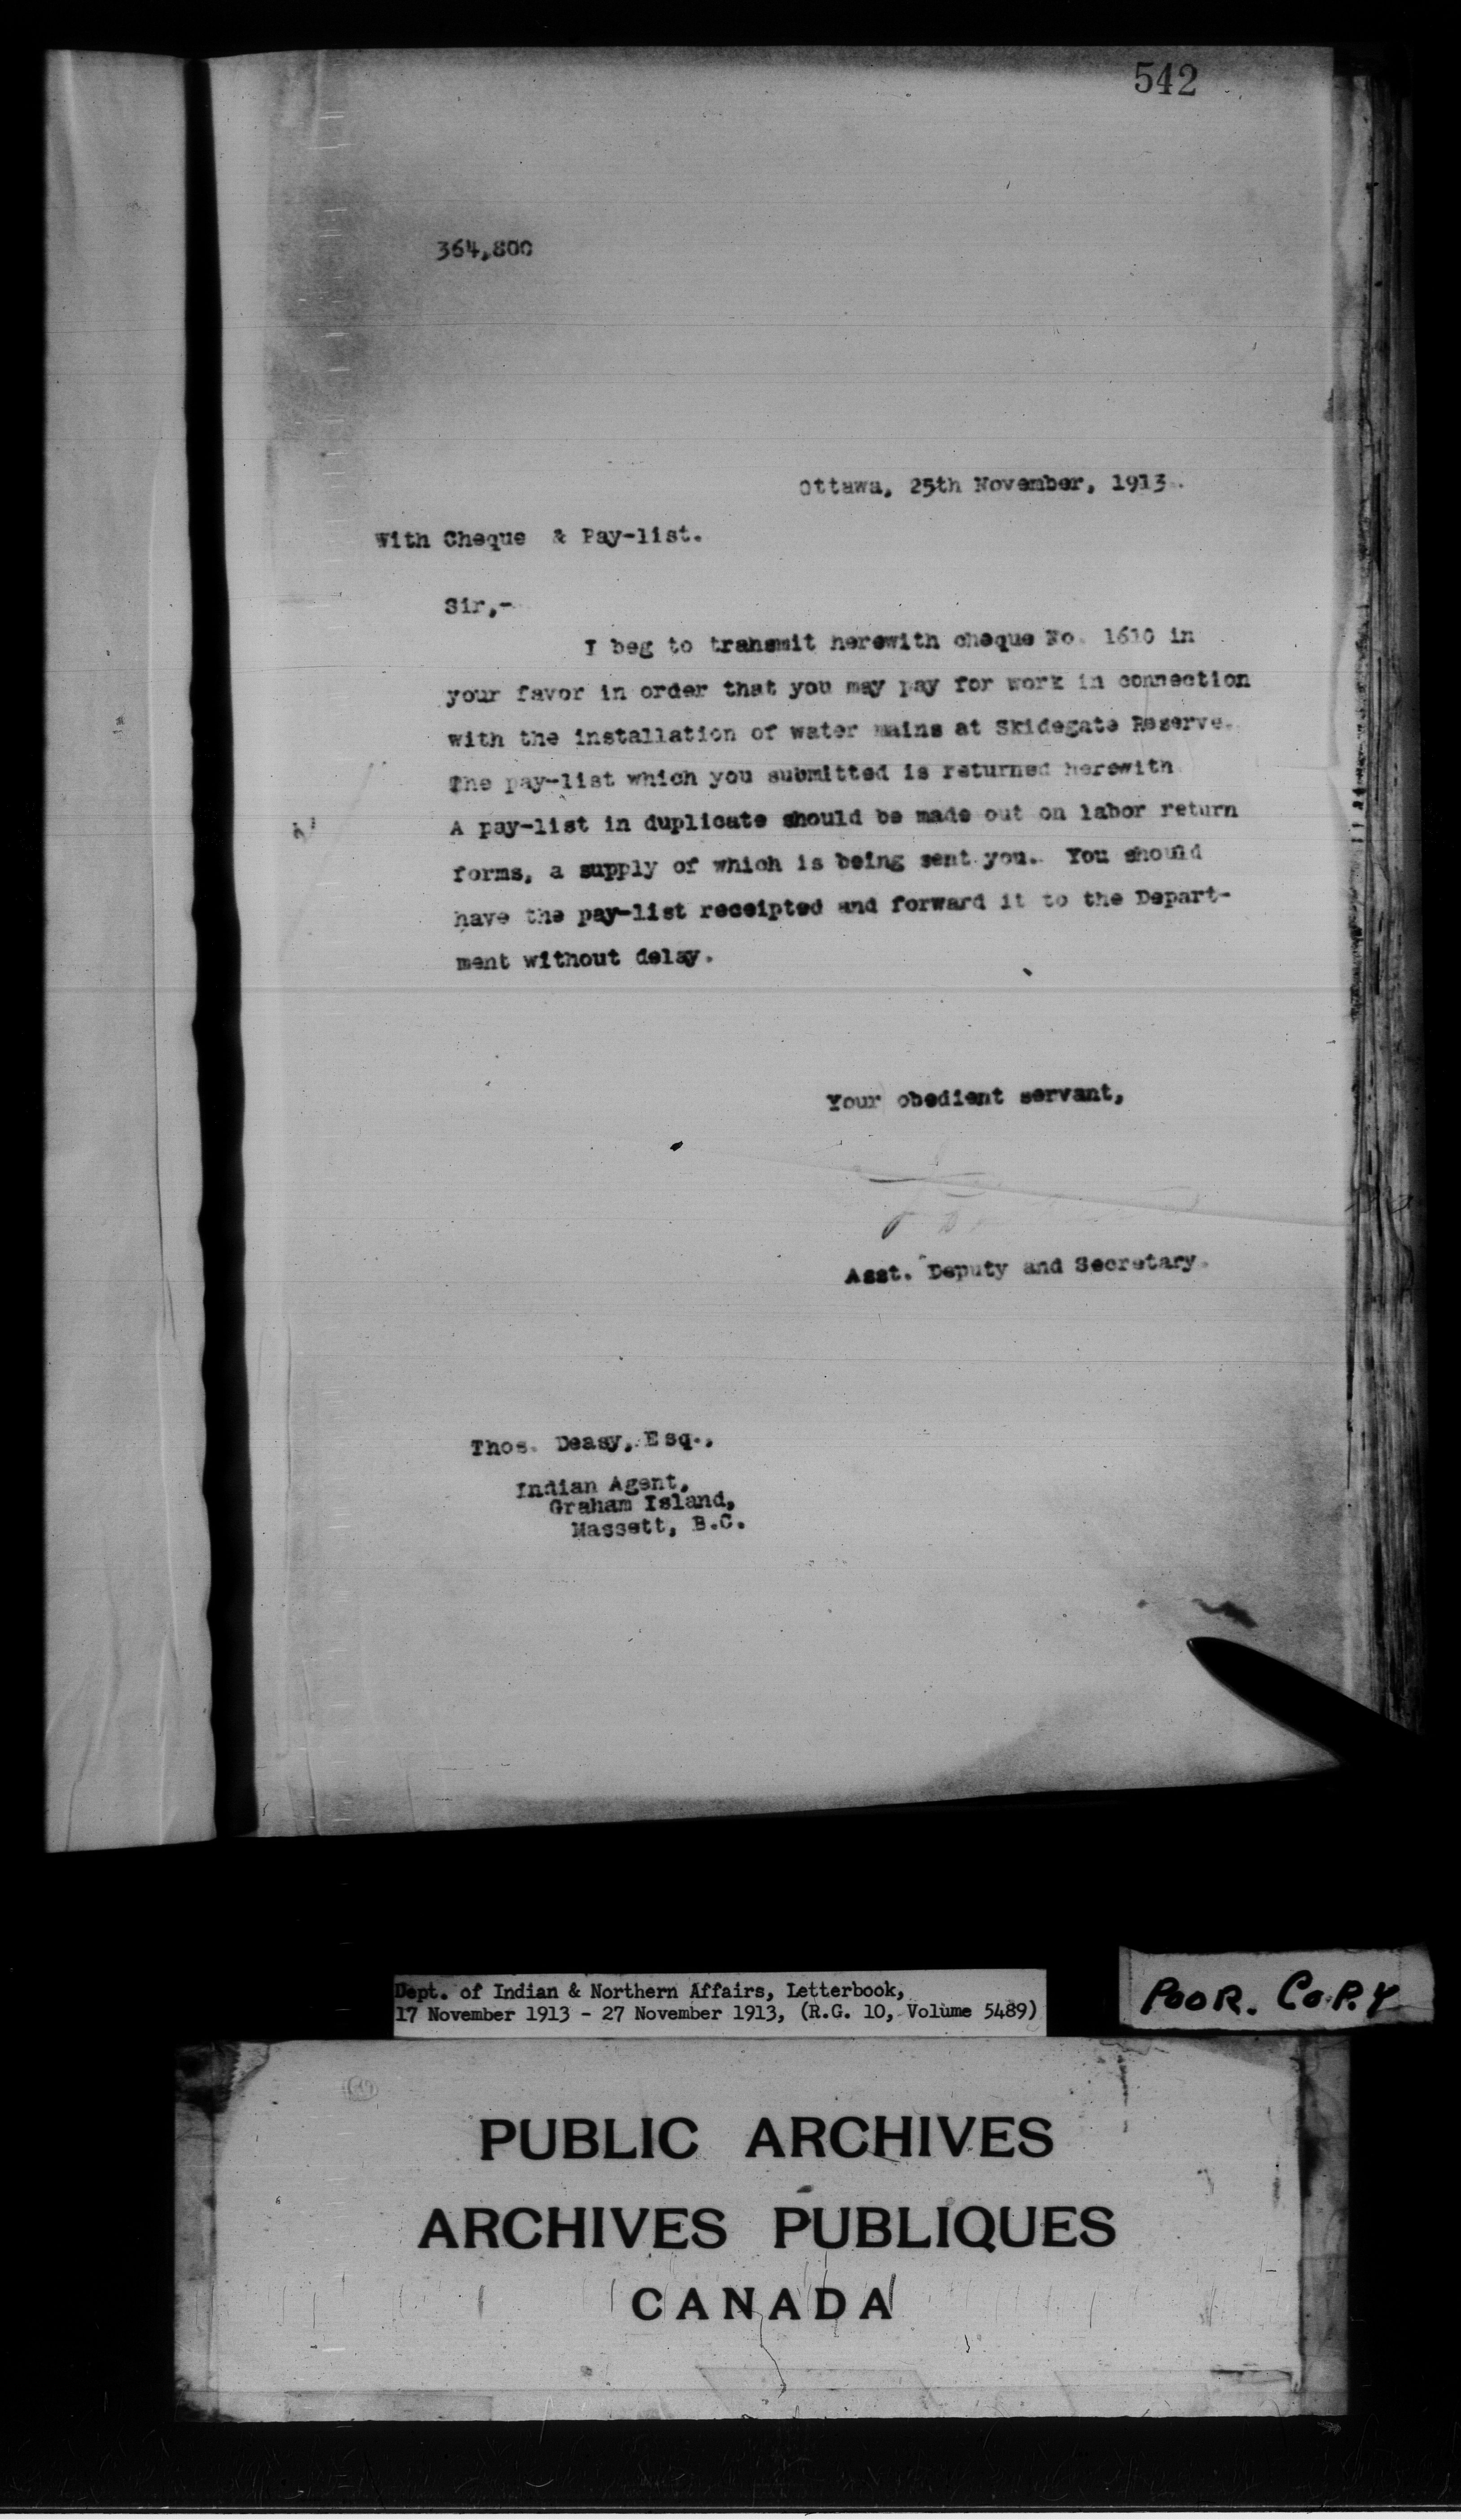 542
364,800
Ottawa, 25th November, 1913.
With Cheque & Pay-list.
Sir,-
I beg to transmit herewith cheque No. 1610 in
your favor in order that you may pay for work in connection
with the installation of water mains at Skidegate Reserve.
The pay-list which you submitted is returned herewith
A pay-list in duplicate should be made out on labor return
forms, a supply of which is being sent you. You should
have the pay-list receipted and forward it to the Depart-
ment without delay.
Your obedient servant,
Asst. Deputy and Secretary.
Thos. Deasy, Esq.,
Indian Agent,
Graham Island,
Massett, B.C.
Dept. of Indian & Northern Affairs, Letterbook,
17 November 1913 - 27 November 1913, (R.G. 10, Volume 5489)
POOR. COPY
PUBLIC ARCHIVES
ARCHIVES PUBLIQUES
CANADA